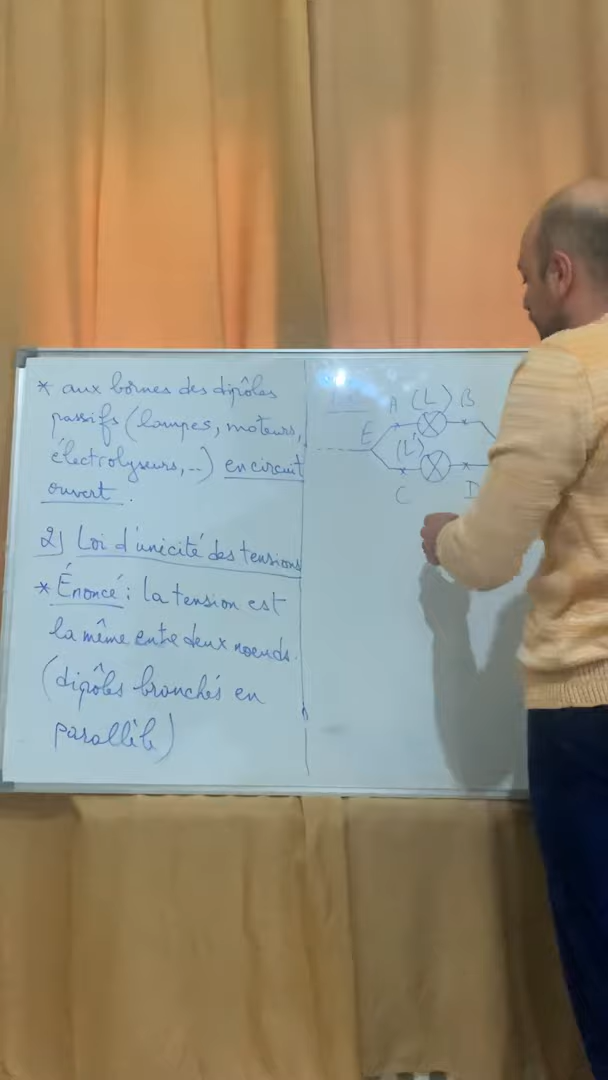 * aux bornes des dipôles
passifs (lampes, moteurs,
électrolyseurs, ..) en circuit
ouvert.
2) Loi d'unicité des tensions
* Énoncé : la tension est
la même entre deux noeuds.
(dipôles branchés en
parallèle)
A (L) B
E
(L')
C D